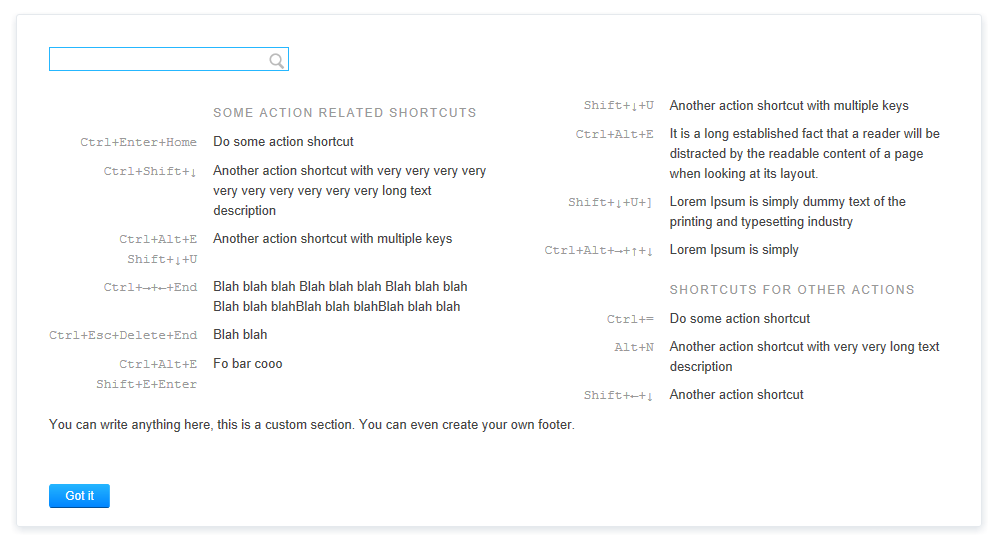 SOME ACTION RELATED SHORTCUTS
Ctrl+Enter+Home Do some action shortcut
Ctrl+Shift+↓ Another action shortcut with very very very very
very very very very very very long text
description
Ctrl+Alt+E Another action shortcut with multiple keys
Shift+↓+U
Ctrl+→+←+End Blah blah blah Blah blah blah Blah blah blah
Blah blah blahBlah blah blahBlah blah blah
Ctrl+Esc+Delete+End Blah blah
Ctrl+Alt+E Fo bar cooo
Shift+E+Enter
Shift+↓+U Another action shortcut with multiple keys
Ctrl+Alt+E It is a long established fact that a reader will be
distracted by the readable content of a page
when looking at its layout.
Shift+↓+U+] Lorem Ipsum is simply dummy text of the
printing and typesetting industry
Ctrl+Alt+→+↑+↓ Lorem Ipsum is simply
SHORTCUTS FOR OTHER ACTIONS
Ctrl+= Do some action shortcut
Alt+N Another action shortcut with very very long text
description
Shift+←+↓ Another action shortcut
You can write anything here, this is a custom section. You can even create your own footer.
Got it